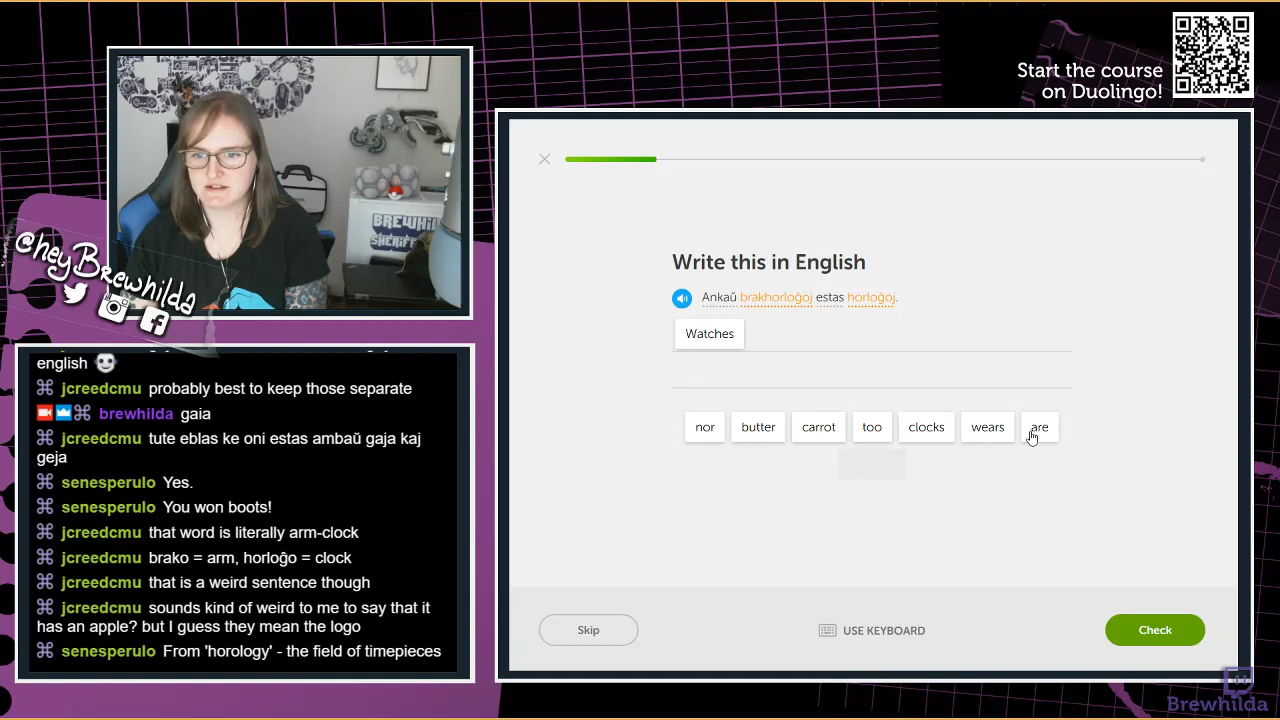 Start the course
on Duolingo!
BREWHIL
SHERIFF
@heyBrewhilda
english
jcreedcmu probably best to keep those separate
brewhilda gaia
jcreedcmu tute eblas ke oni estas ambaŭ gaja kaj
geja
senesperulo Yes.
senesperulo You won boots!
jcreedcmu that word is literally arm-clock
jcreedcmu brako = arm, horloĝo = clock
jcreedcmu that is a weird sentence though
jcreedcmu sounds kind of weird to me to say that it
has an apple? but I guess they mean the logo
senesperulo From 'horology' - the field of timepieces
Write this in English
Ankaŭ brakhorloĝoj estas horloĝoj.
Watches
nor butter carrot too clocks wears are
Skip
USE KEYBOARD
Check
Brewhilda